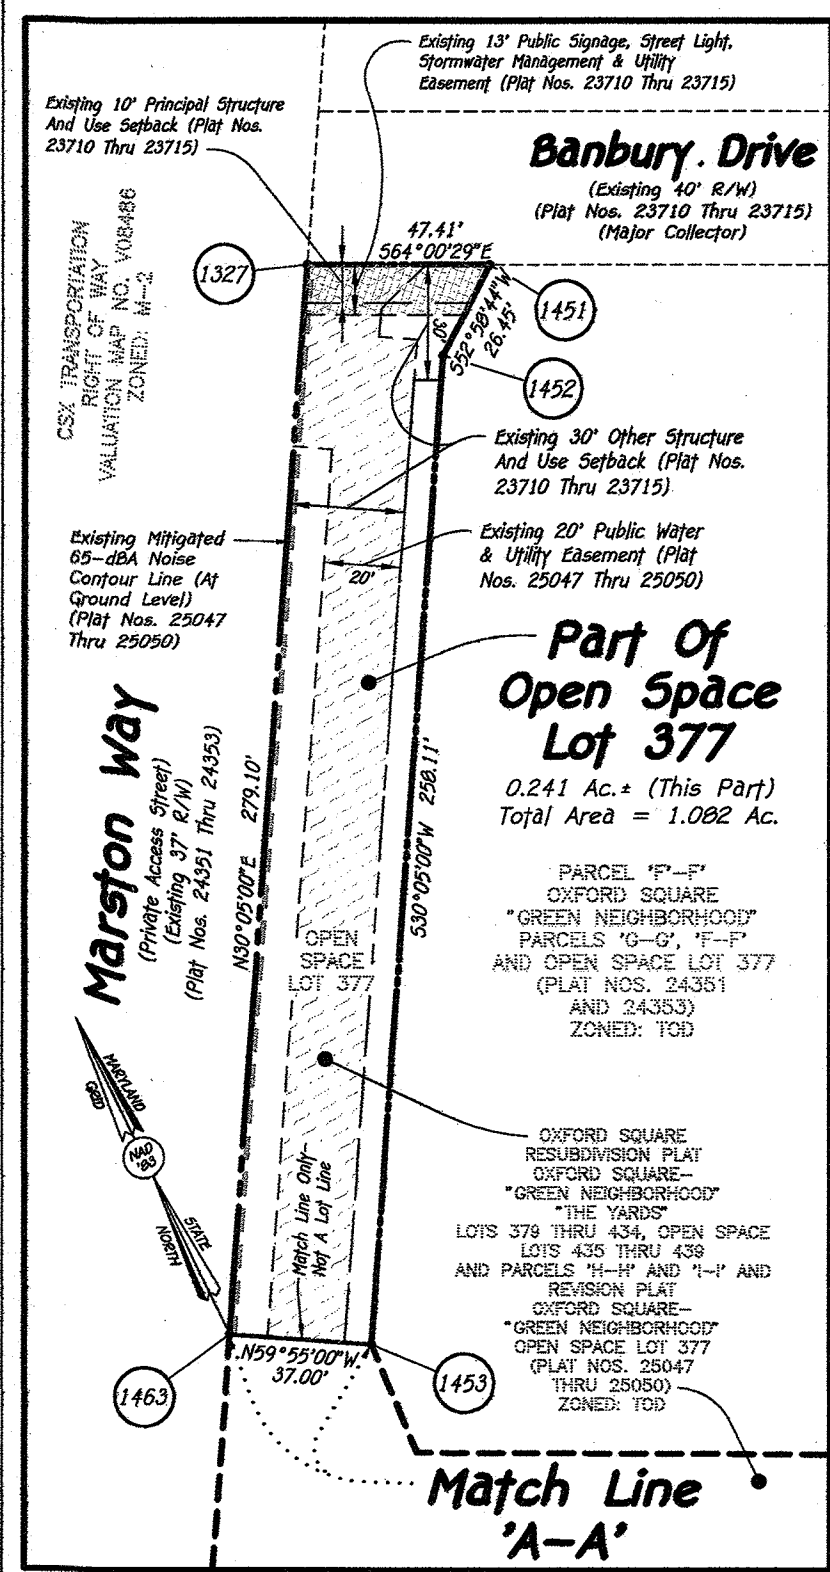 Existing 13' Public Signage, Street Light,
Stormwater Management & Utility
Easement (Plat Nos. 23710 Thru 23715)
Existing 10' Principal Structure
And Use Setback (Plat Nos.
23710 Thru 23715)
Banbury Drive
(Existing 40' R/W)
(Plat Nos. 23710 Thru 23715)
(Major Collector)
47.41'
S64°00'29"E
1327
CSX TRANSPORTATION
RIGHT OF WAY
VALUATION MAP NO. V08486
ZONED: M-2
1451
S52°58'44"W
26.45'
30'
1452
Existing 30' Other Structure
And Use Setback (Plat Nos.
23710 Thru 23715)
Existing Mitigated
65-dBA Noise
Contour Line (At
Ground Level)
(Plat Nos. 25047
Thru 25050)
Existing 20' Public Water
& Utility Easement (Plat
Nos. 25047 Thru 25050)
20'
Part Of
Open Space
Lot 377
0.241 Ac.± (This Part)
Total Area = 1.082 Ac.
Marston Way
(Private Access Street)
(Existing 37' R/W)
(Plat Nos. 24351 Thru 24353)
N30°05'00"E 279.10'
S30°05'00"W 258.11'
OPEN
SPACE
LOT 377
PARCEL 'F'-F'
OXFORD SQUARE
"GREEN NEIGHBORHOOD"
PARCELS 'G-G', 'F-F'
AND OPEN SPACE LOT 377
(PLAT NOS. 24351
AND 24353)
ZONED: TOD
MARYLAND
GRID
NAD
'83
STATE
NORTH
Match Line Only-
Not A Lot Line
OXFORD SQUARE
RESUBDIVISION PLAT
OXFORD SQUARE-
"GREEN NEIGHBORHOOD"
"THE YARDS"
LOTS 379 THRU 434, OPEN SPACE
LOTS 435 THRU 439
AND PARCELS 'H-H' AND 'I-I' AND
REVISION PLAT
OXFORD SQUARE-
"GREEN NEIGHBORHOOD"
OPEN SPACE LOT 377
(PLAT NOS. 25047
THRU 25050)
ZONED: TOD
N59°55'00"W
37.00'
1463
1453
Match Line
'A-A'